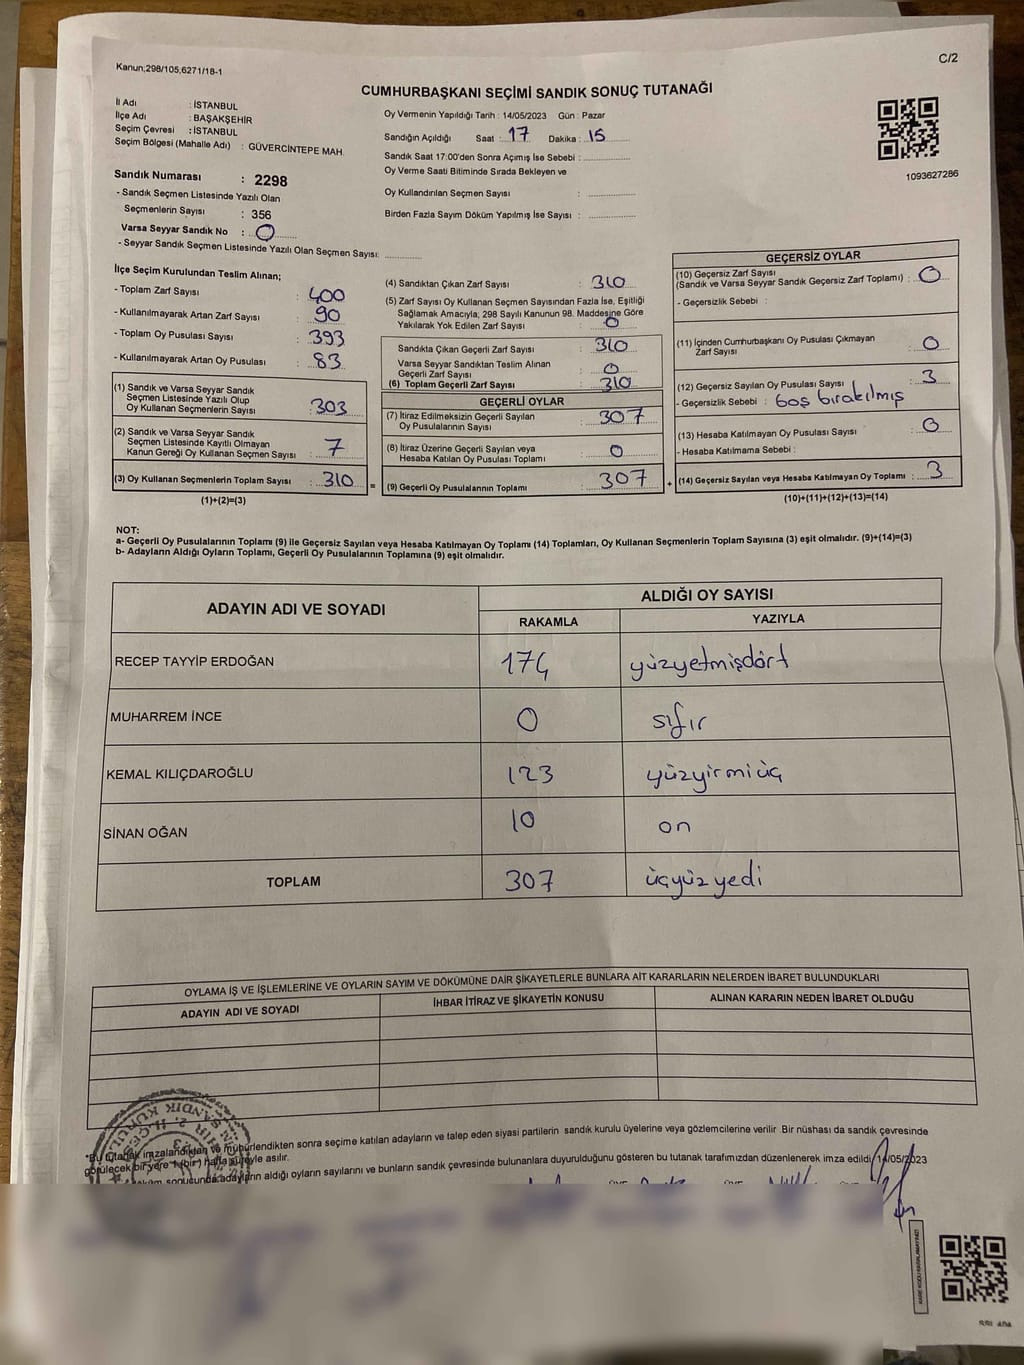 Kanun;298/105,6271/18-1
C/2
CUMHURBAŞKANI SEÇİMİ SANDIK SONUÇ TUTANAĞI
İl Adı : İSTANBUL
İlçe Adı : BAŞAKŞEHİR
Seçim Çevresi : İSTANBUL
Seçim Bölgesi (Mahalle Adı) : GÜVERCİNTEPE MAH.
Sandık Numarası : 2298
- Sandık Seçmen Listesinde Yazılı Olan
Seçmenlerin Sayısı : 356
Varsa Seyyar Sandık No : 0
- Seyyar Sandık Seçmen Listesinde Yazılı Olan Seçmen Sayısı:
Oy Vermenin Yapıldığı Tarih : 14/05/2023 Gün : Pazar
Sandığın Açıldığı Saat : 17 Dakika : 15
Sandık Saat 17:00'den Sonra Açımış İse Sebebi :
Oy Verme Saati Bitiminde Sırada Bekleyen ve
Oy Kullandırılan Seçmen Sayısı :
Birden Fazla Sayım Döküm Yapılmış İse Sayısı :
1093627286
İlçe Seçim Kurulundan Teslim Alınan;
- Toplam Zarf Sayısı : 400
- Kullanılmayarak Artan Zarf Sayısı : 90
- Toplam Oy Pusulası Sayısı : 393
- Kullanılmayarak Artan Oy Pusulası : 83
(1) Sandık ve Varsa Seyyar Sandık
Seçmen Listesinde Yazılı Olup
Oy Kullanan Seçmenlerin Sayısı : 303
(2) Sandık ve Varsa Seyyar Sandık
Seçmen Listesinde Kayıtlı Olmayan
Kanun Gereği Oy Kullanan Seçmen Sayısı : 7
(3) Oy Kullanan Seçmenlerin Toplam Sayısı : 310
(1)+(2)=(3)
=
(4) Sandıktan Çıkan Zarf Sayısı : 310
(5) Zarf Sayısı Oy Kullanan Seçmen Sayısından Fazla İse, Eşitliği
Sağlamak Amacıyla, 298 Sayılı Kanunun 98. Maddesine Göre
Yakılarak Yok Edilen Zarf Sayısı : 0
Sandıkta Çıkan Geçerli Zarf Sayısı : 310
Varsa Seyyar Sandıktan Teslim Alınan
Geçerli Zarf Sayısı : 0
(6) Toplam Geçerli Zarf Sayısı : 310
GEÇERLİ OYLAR
(7) İtiraz Edilmeksizin Geçerli Sayılan
Oy Pusulalarının Sayısı : 307
(8) İtiraz Üzerine Geçerli Sayılan veya
Hesaba Katılan Oy Pusulası Toplamı : 0
(9) Geçerli Oy Pusulalarının Toplamı : 307
+
GEÇERSİZ OYLAR
(10) Geçersiz Zarf Sayısı
(Sandık ve Varsa Seyyar Sandık Geçersiz Zarf Toplamı) : 0
- Geçersizlik Sebebi :
(11) İçinden Cumhurbaşkanı Oy Pusulası Çıkmayan
Zarf Sayısı : 0
(12) Geçersiz Sayılan Oy Pusulası Sayısı : 3
- Geçersizlik Sebebi : boş bırakılmış
(13) Hesaba Katılmayan Oy Pusulası Sayısı : 0
- Hesaba Katılmama Sebebi :
(14) Geçersiz Sayılan veya Hesaba Katılmayan Oy Toplamı : 3
(10)+(11)+(12)+(13)=(14)
NOT:
a- Geçerli Oy Pusulalarının Toplamı (9) ile Geçersiz Sayılan veya Hesaba Katılmayan Oy Toplamı (14) Toplamları, Oy Kullanan Seçmenlerin Toplam Sayısına (3) eşit olmalıdır. (9)+(14)=(3)
b- Adayların Aldığı Oyların Toplamı, Geçerli Oy Pusulalarının Toplamına (9) eşit olmalıdır.
ADAYIN ADI VE SOYADI
ALDIĞI OY SAYISI
RAKAMLA YAZIYLA
RECEP TAYYİP ERDOĞAN 174 yüzyetmişdört
MUHARREM İNCE 0 sıfır
KEMAL KILIÇDAROĞLU 123 yüzyirmiüç
SİNAN OĞAN 10 on
TOPLAM 307 üçyüzyedi
OYLAMA İŞ VE İŞLEMLERİNE VE OYLARIN SAYIM VE DÖKÜMÜNE DAİR ŞİKAYETLERLE BUNLARA AİT KARARLARIN NELERDEN İBARET BULUNDUKLARI
ADAYIN ADI VE SOYADI İHBAR İTİRAZ VE ŞİKAYETİN KONUSU ALINAN KARARIN NEDEN İBARET OLDUĞU
*Bu tutanak imzalandıktan ve mühürlendikten sonra seçime katılan adayların ve talep eden siyasi partilerin sandık kurulu üyelerine veya gözlemcilerine verilir Bir nüshası da sandık çevresinde
görülecek bir yere 1 (bir) hafta süreyle asılır.
sonucunda adayların aldığı oyların sayılarını ve bunların sandık çevresinde bulunanlara duyurulduğunu gösteren bu tutanak tarafımızdan düzenlenerek imza edildi. 14/05/2023